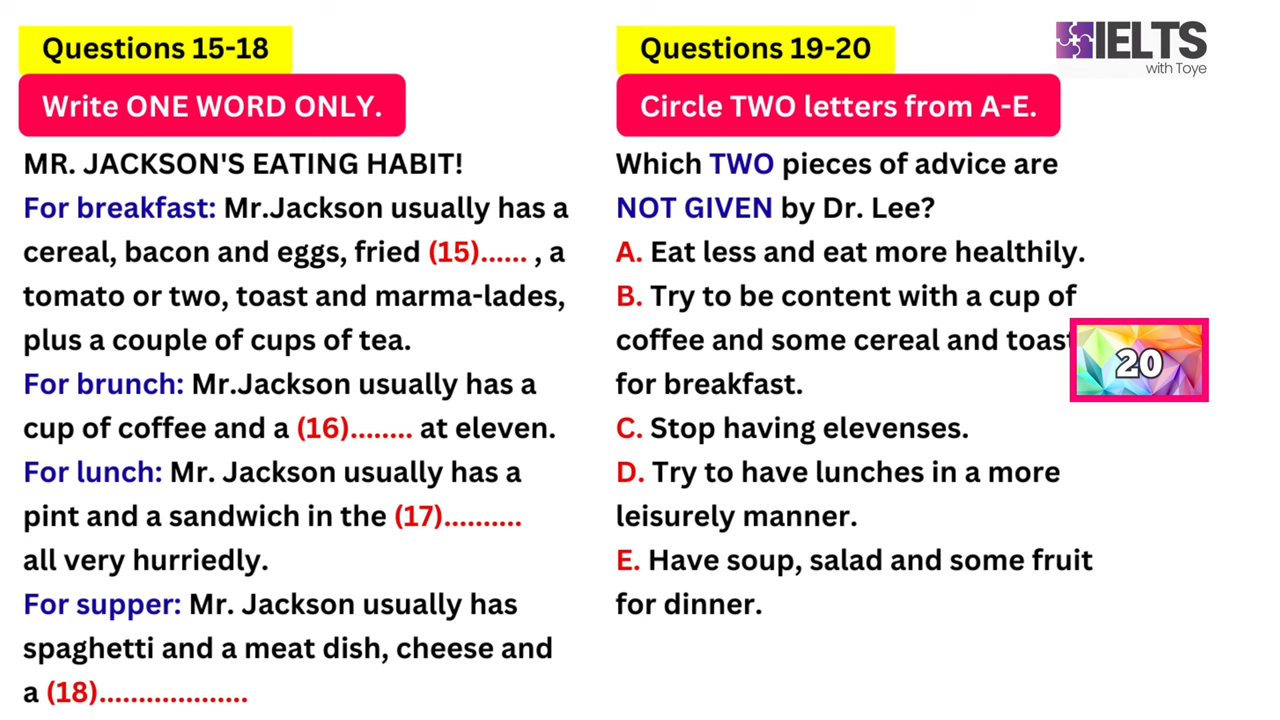 Questions 15-18
Write ONE WORD ONLY.
MR. JACKSON'S EATING HABIT!
For breakfast: Mr.Jackson usually has a
cereal, bacon and eggs, fried (15)...... , a
tomato or two, toast and marma-lades,
plus a couple of cups of tea.
For brunch: Mr.Jackson usually has a
cup of coffee and a (16)........ at eleven.
For lunch: Mr. Jackson usually has a
pint and a sandwich in the (17)..........
all very hurriedly.
For supper: Mr. Jackson usually has
spaghetti and a meat dish, cheese and
a (18)...................
Questions 19-20
Circle TWO letters from A-E.
Which TWO pieces of advice are
NOT GIVEN by Dr. Lee?
A. Eat less and eat more healthily.
B. Try to be content with a cup of
coffee and some cereal and toast
for breakfast.
C. Stop having elevenses.
D. Try to have lunches in a more
leisurely manner.
E. Have soup, salad and some fruit
for dinner.
IELTS
with Toye
20